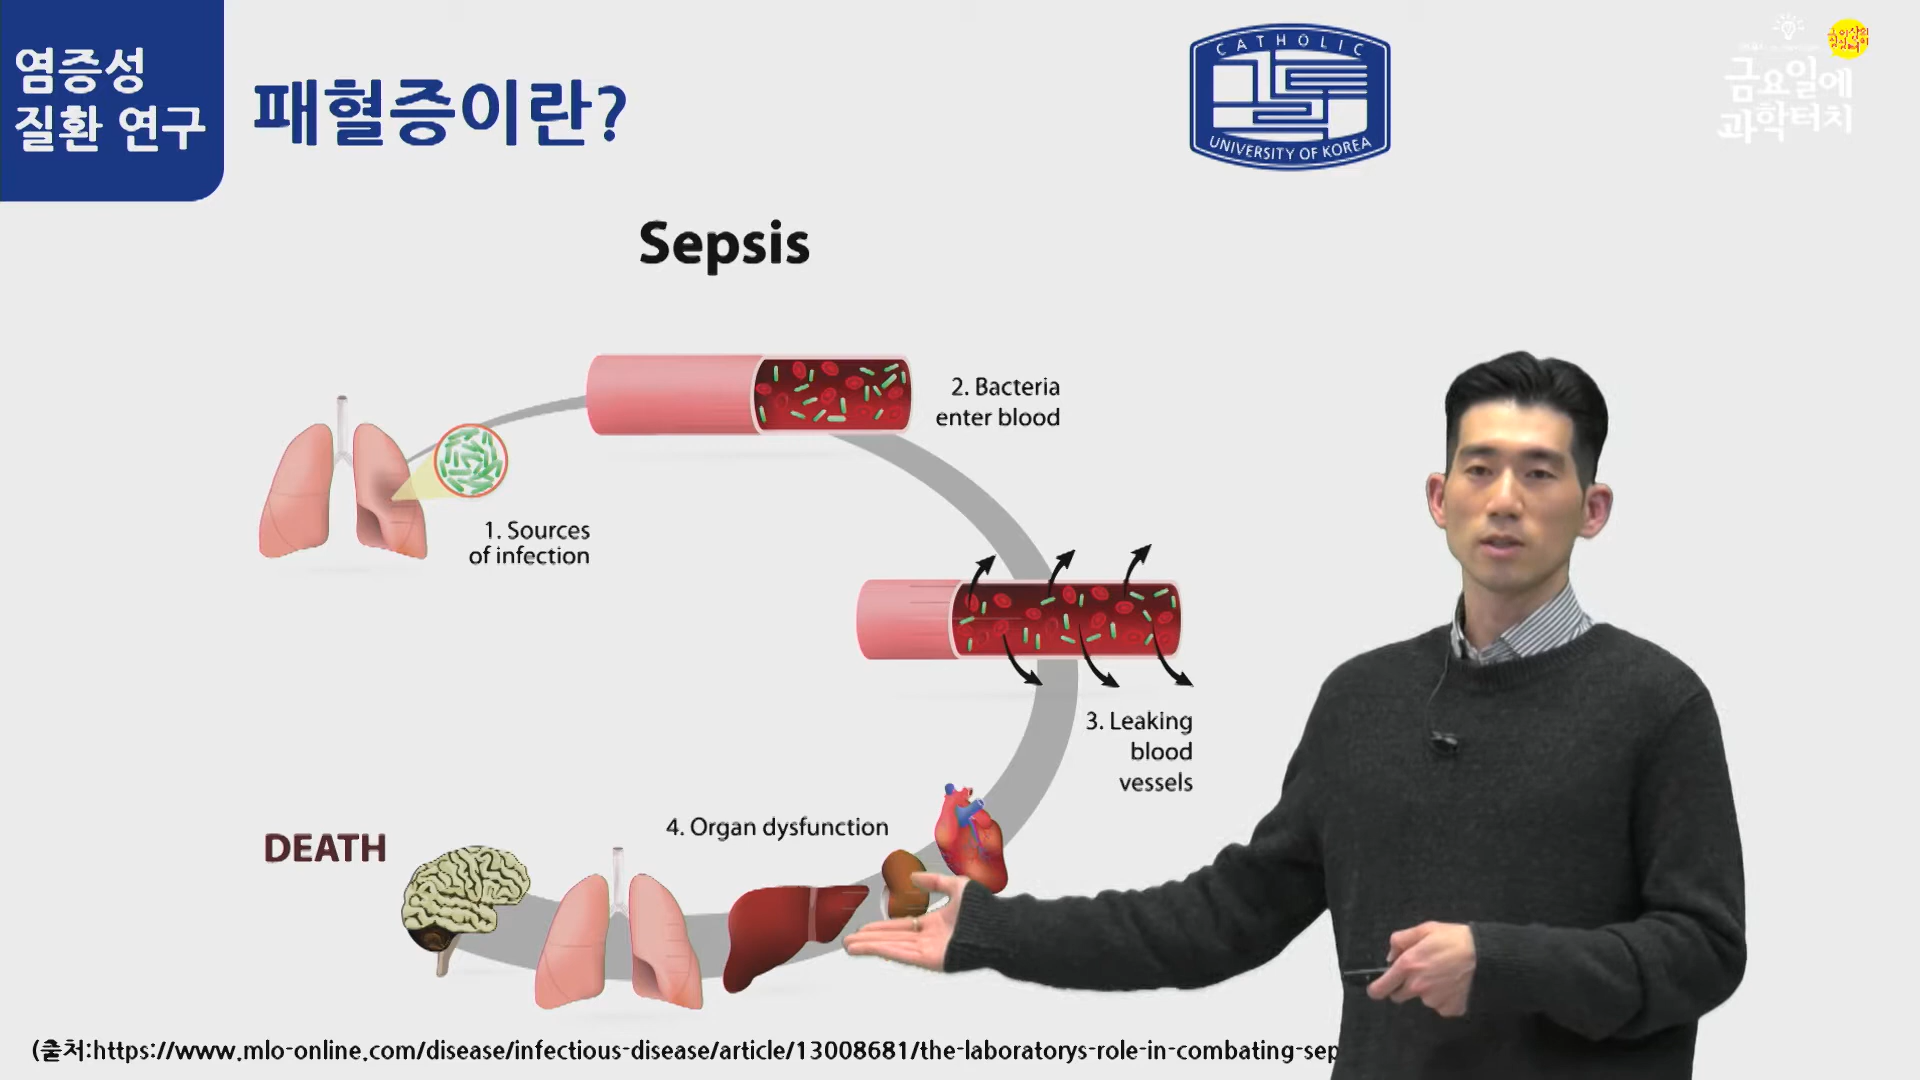 염증성
질환 연구
패혈증이란?
CATHOLIC
UNIVERSITY OF KOREA
금요일에
과학터치
Sepsis
2. Bacteria
enter blood
1. Sources
of infection
3. Leaking
blood
vessels
4. Organ dysfunction
DEATH
(출처:https://www.mlo-online.com/disease/infectious-disease/article/13008681/the-laboratorys-role-in-combating-sep